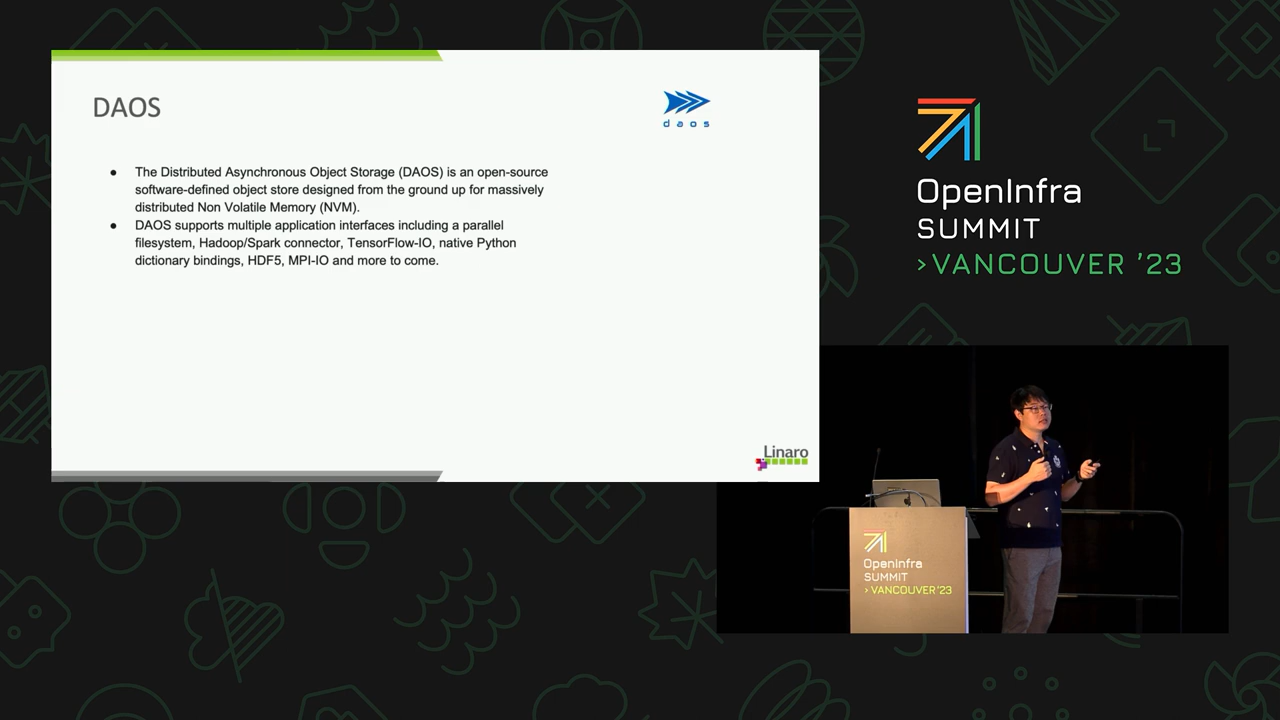 DAOS
daos
● The Distributed Asynchronous Object Storage (DAOS) is an open-source
software-defined object store designed from the ground up for massively
distributed Non Volatile Memory (NVM).
● DAOS supports multiple application interfaces including a parallel
filesystem, Hadoop/Spark connector, TensorFlow-IO, native Python
dictionary bindings, HDF5, MPI-IO and more to come.
Linaro
OpenInfra
SUMMIT
>VANCOUVER '23
OpenInfra
SUMMIT
> VANCOUVER '23